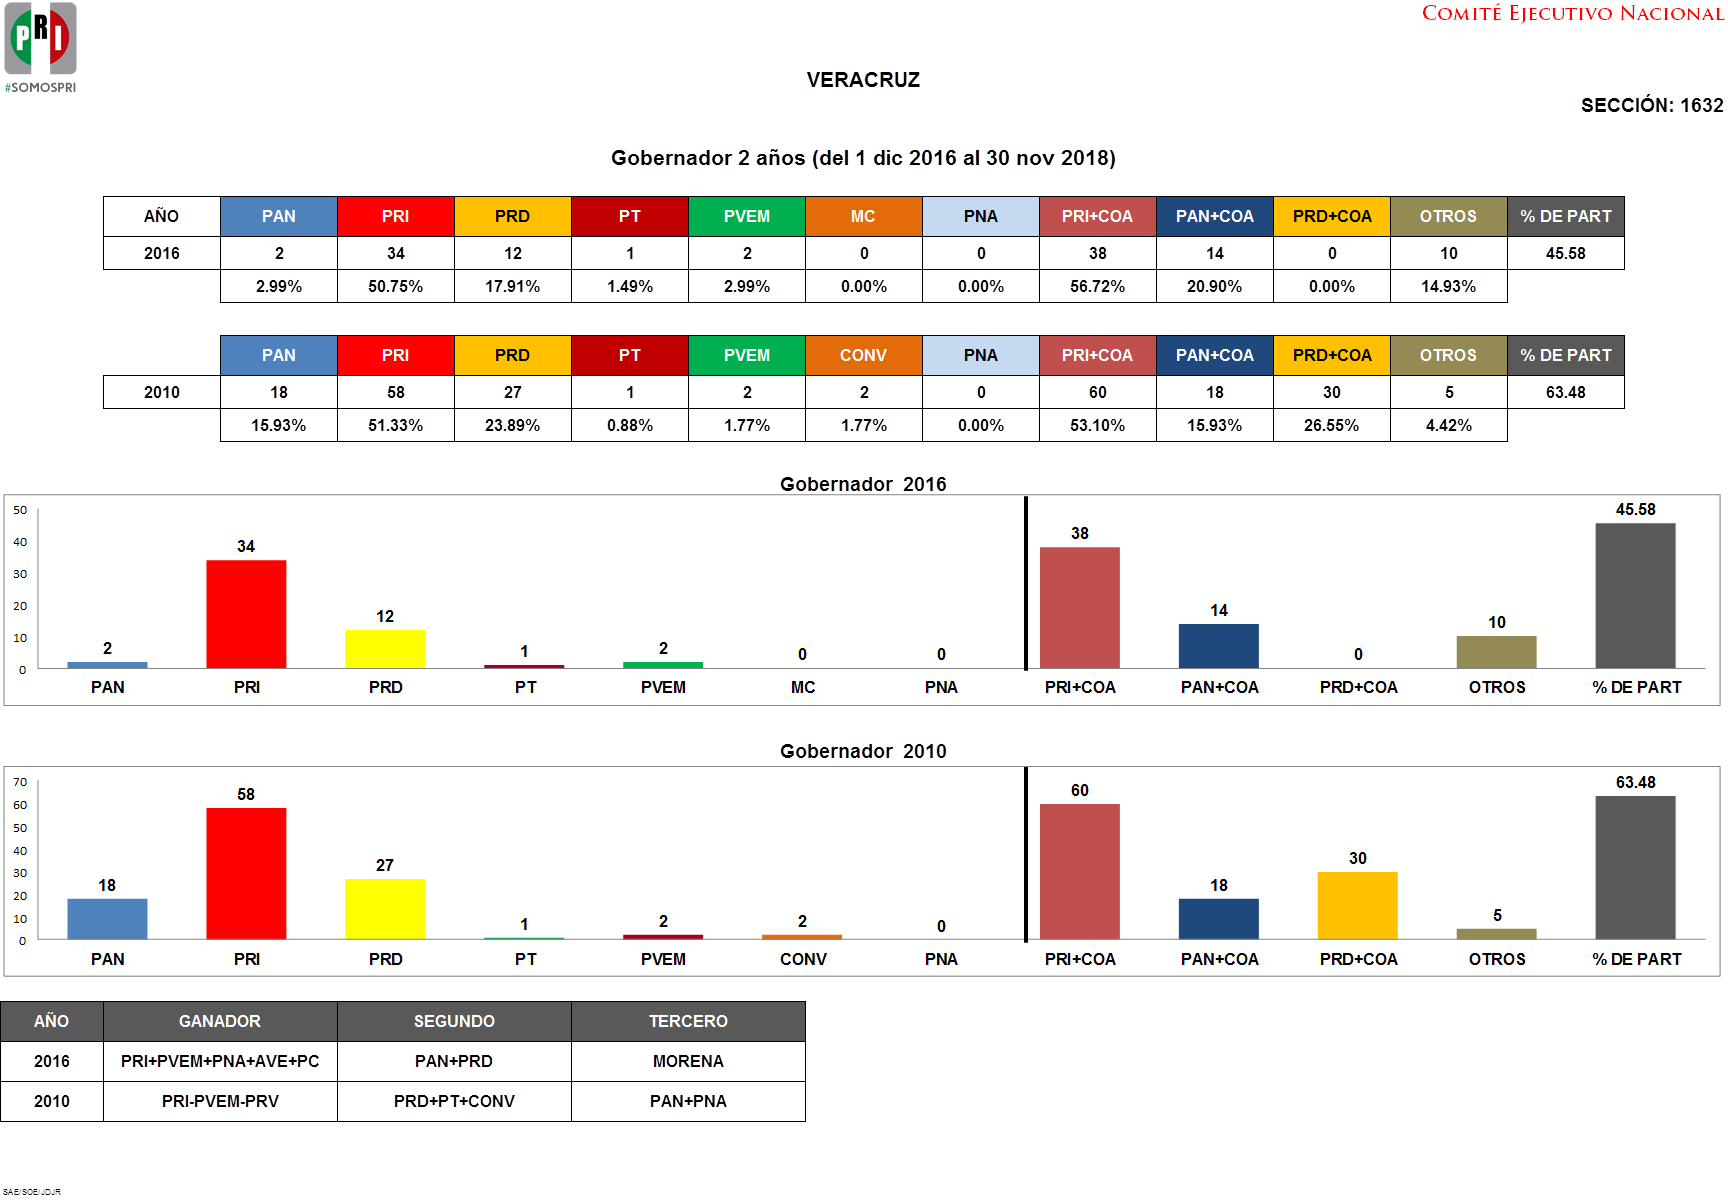 PRI
#SOMOSPRI
COMITÉ EJECUTIVO NACIONAL
VERACRUZ
SECCIÓN: 1632
Gobernador 2 años (del 1 dic 2016 al 30 nov 2018)
AÑO PAN PRI PRD PT PVEM MC PNA PRI+COA PAN+COA PRD+COA OTROS % DE PART
2016 2 34 12 1 2 0 0 38 14 0 10 45.58
2.99% 50.75% 17.91% 1.49% 2.99% 0.00% 0.00% 56.72% 20.90% 0.00% 14.93%
PAN PRI PRD PT PVEM CONV PNA PRI+COA PAN+COA PRD+COA OTROS % DE PART
2010 18 58 27 1 2 2 0 60 18 30 5 63.48
15.93% 51.33% 23.89% 0.88% 1.77% 1.77% 0.00% 53.10% 15.93% 26.55% 4.42%
Gobernador 2016
50
40
30
20
10
0
2 34 12 1 2 0 0 38 14 0 10 45.58
PAN PRI PRD PT PVEM MC PNA PRI+COA PAN+COA PRD+COA OTROS % DE PART
Gobernador 2010
70
60
50
40
30
20
10
0
18 58 27 1 2 2 0 60 18 30 5 63.48
PAN PRI PRD PT PVEM CONV PNA PRI+COA PAN+COA PRD+COA OTROS % DE PART
AÑO GANADOR SEGUNDO TERCERO
2016 PRI+PVEM+PNA+AVE+PC PAN+PRD MORENA
2010 PRI-PVEM-PRV PRD+PT+CONV PAN+PNA
SAE/SOE/JDJR